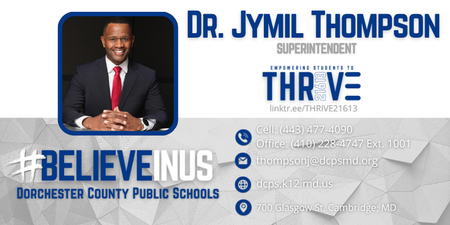 Dr. Jymil Thompson
SUPERINTENDENT
EMPOWERING STUDENTS TO
THRIVE
21613
linktr.ee/THRIVE21613
Cell: (443) 477-4090
Office: (410) 228-4747 Ext. 1001
thompsonj@dcpsmd.org
dcps.k12.md.us
700 Glasgow St. Cambridge, MD.
#BELIEVEINUS
Dorchester County Public Schools